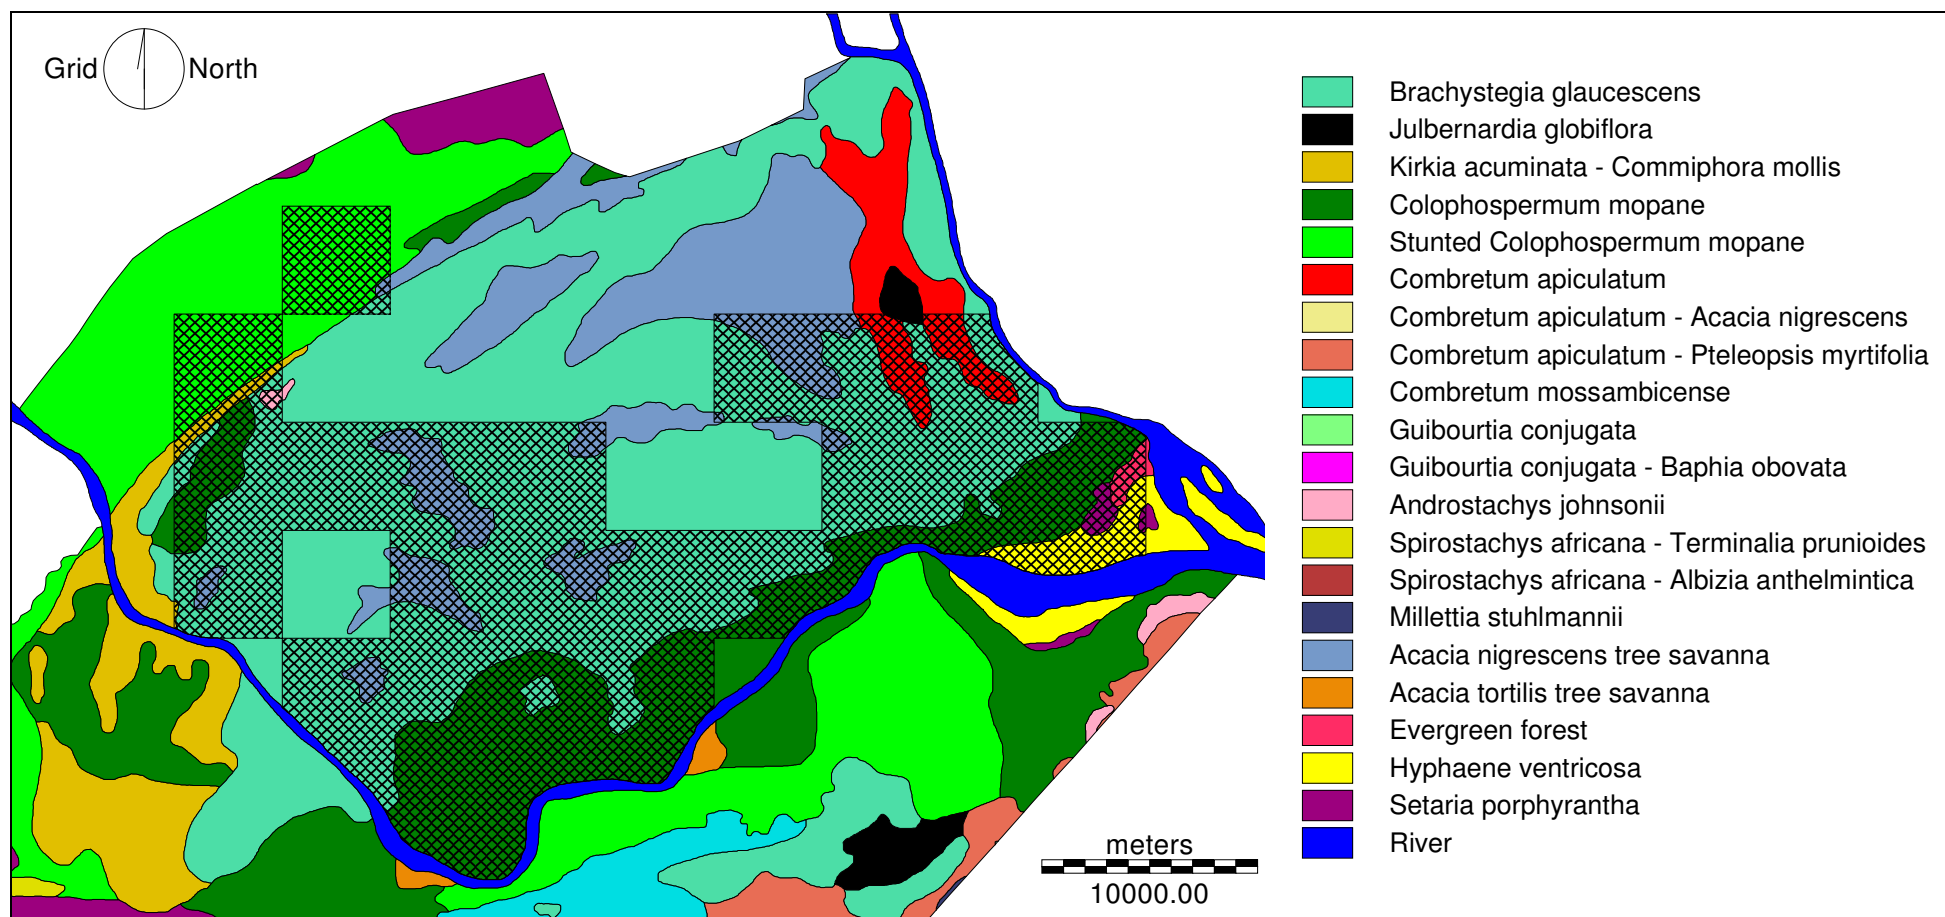 Grid North
Brachystegia glaucescens
Julbernardia globiflora
Kirkia acuminata - Commiphora mollis
Colophospermum mopane
Stunted Colophospermum mopane
Combretum apiculatum
Combretum apiculatum - Acacia nigrescens
Combretum apiculatum - Pteleopsis myrtifolia
Combretum mossambicense
Guibourtia conjugata
Guibourtia conjugata - Baphia obovata
Androstachys johnsonii
Spirostachys africana - Terminalia prunioides
Spirostachys africana - Albizia anthelmintica
Millettia stuhlmannii
Acacia nigrescens tree savanna
Acacia tortilis tree savanna
Evergreen forest
Hyphaene ventricosa
Setaria porphyrantha
River
meters
10000.00